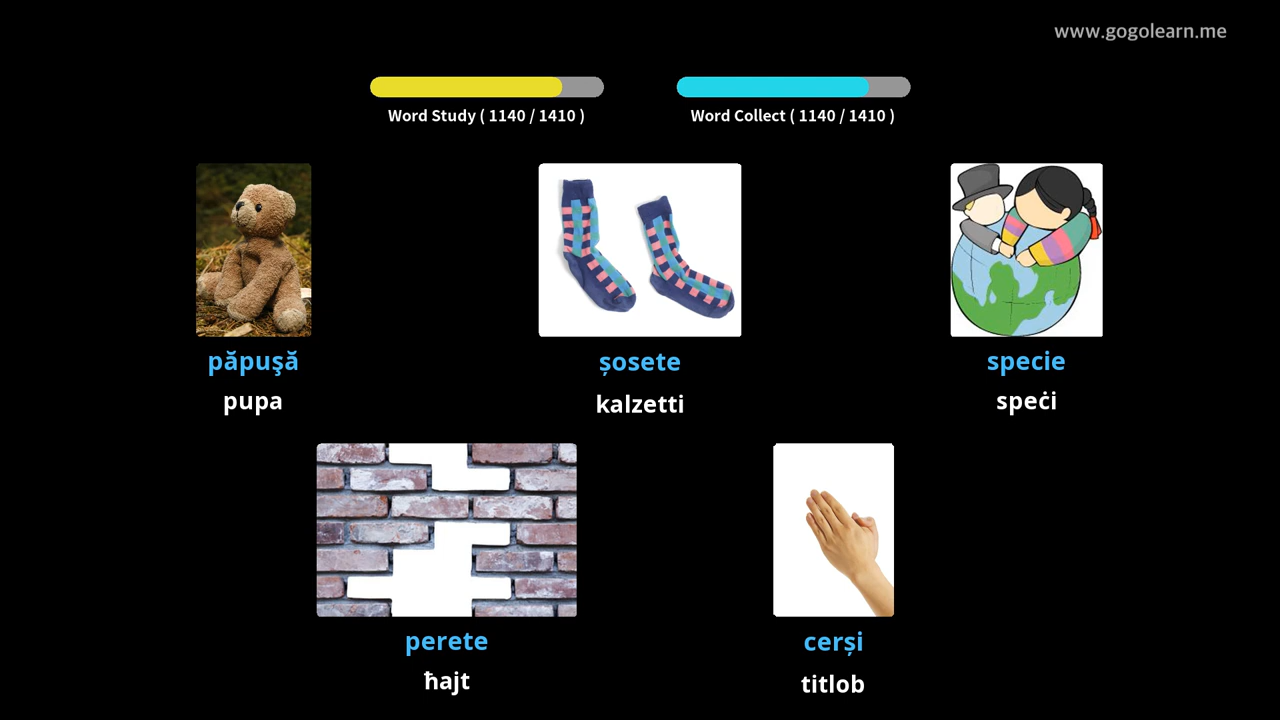 www.gogolearn.me
Word Study ( 1140 / 1410 )
Word Collect ( 1140 / 1410 )
păpuşă
șosete
specie
pupa
kalzetti
speċi
perete
cerși
ħajt
titlob